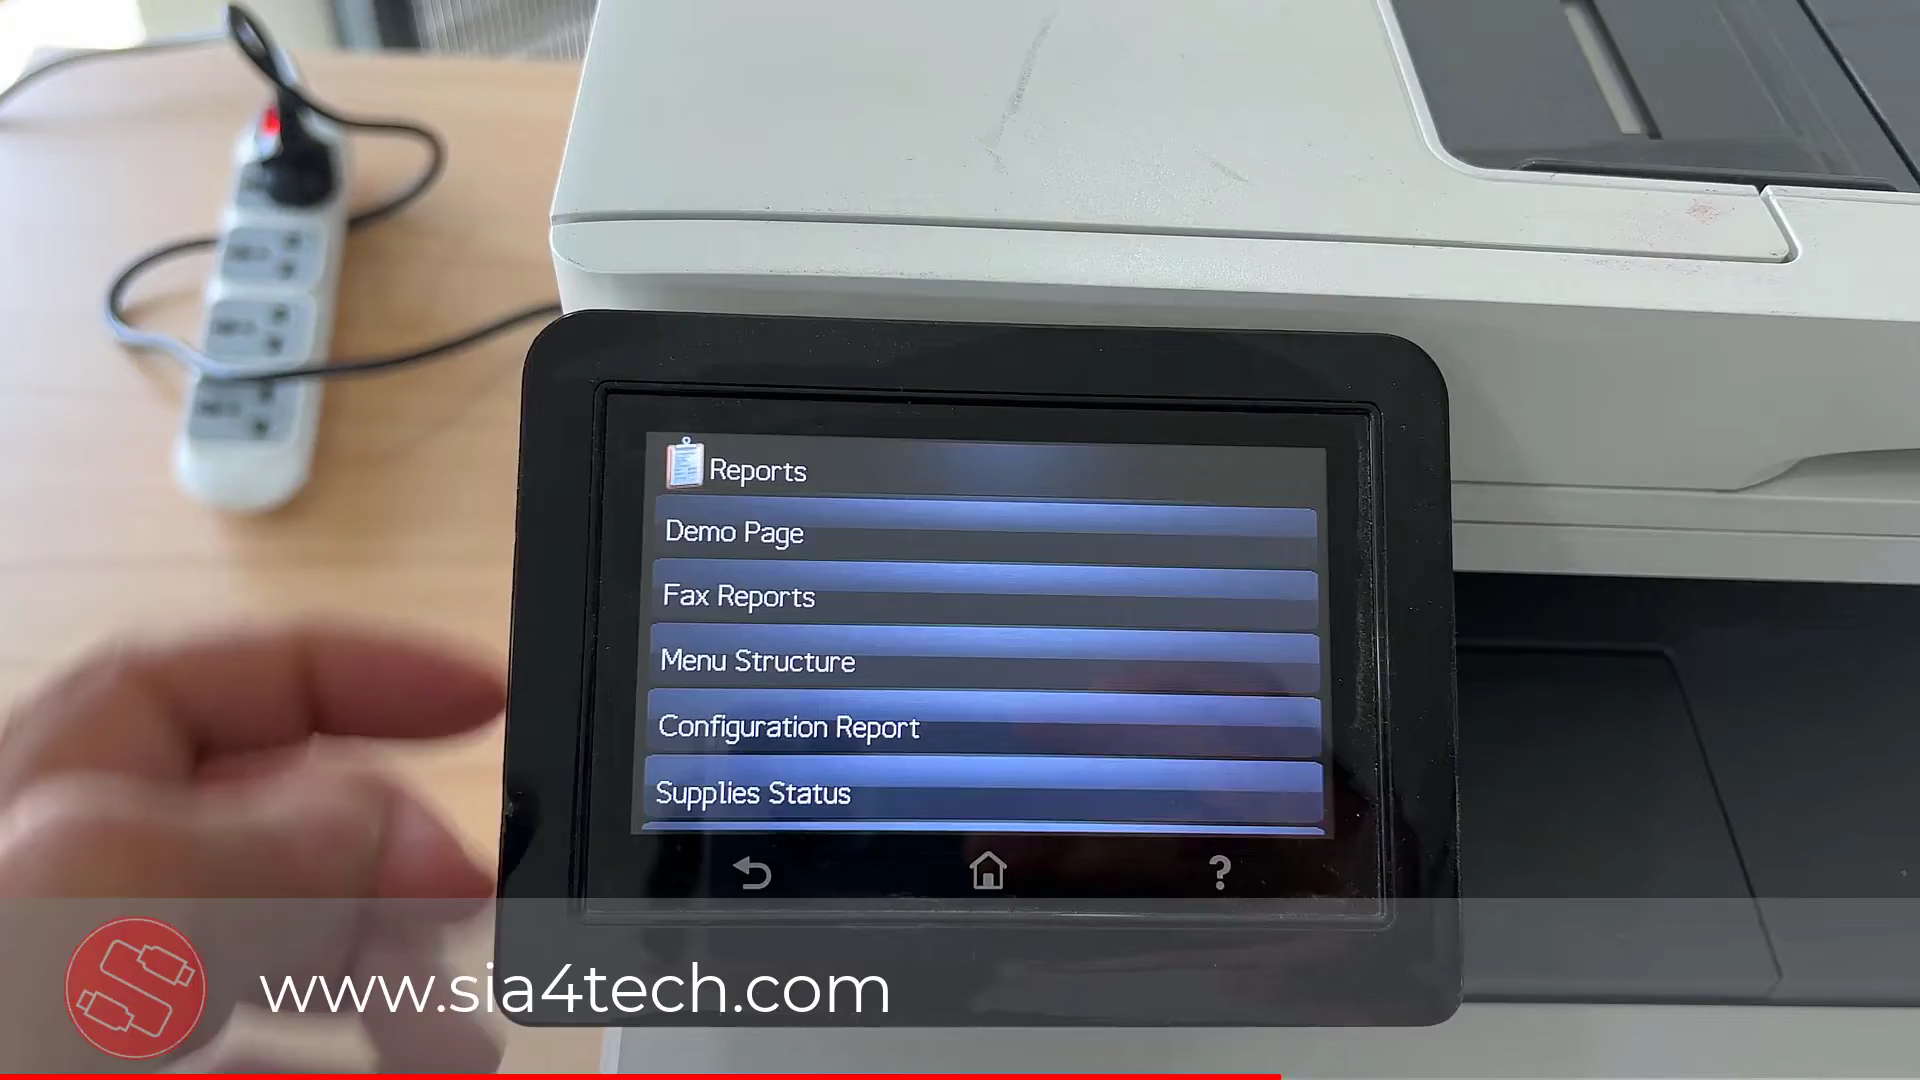 Reports
Demo Page
Fax Reports
Menu Structure
Configuration Report
Supplies Status
?
www.sia4tech.com